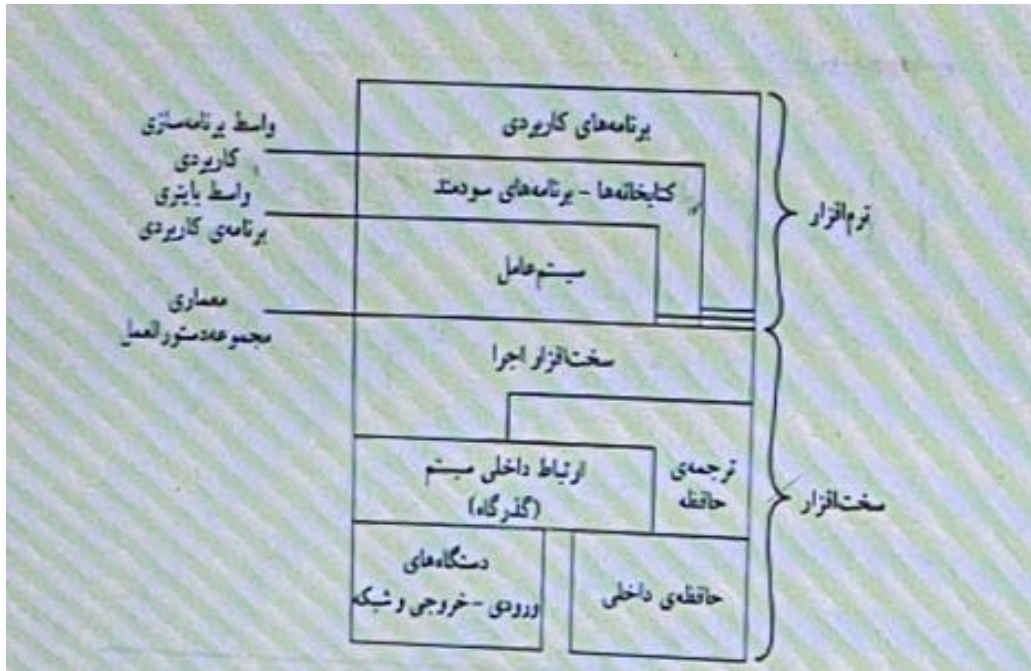 برنامه‌های کاربردی
واسط برنامه‌سازی
کاربردی
کتابخانه‌ها - برنامه‌های سودمند
واسط باینری
برنامه‌ی کاربردی
نرم‌افزار
سیستم عامل
معماری
مجموعه‌دستورالعمل
سخت‌افزار اجرا
ارتباط داخلی سیستم
(گذرگاه)
ترجمه‌ی
حافظه
سخت‌افزار
دستگاه‌های
ورودی - خروجی و شبکه
حافظه‌ی داخلی